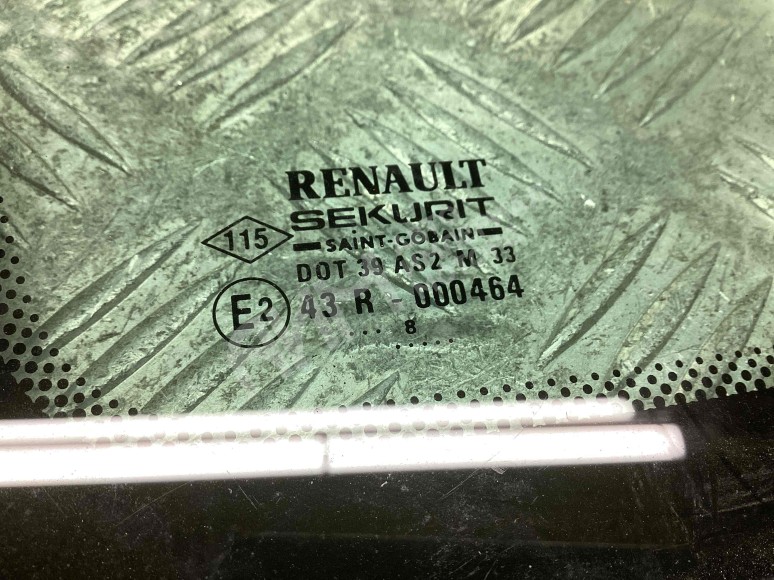 RENAULT
SEKURIT
115
SAINT-GOBAIN
DOT 39 AS2 M 33
E2
43 R - 000464
... 8
.....